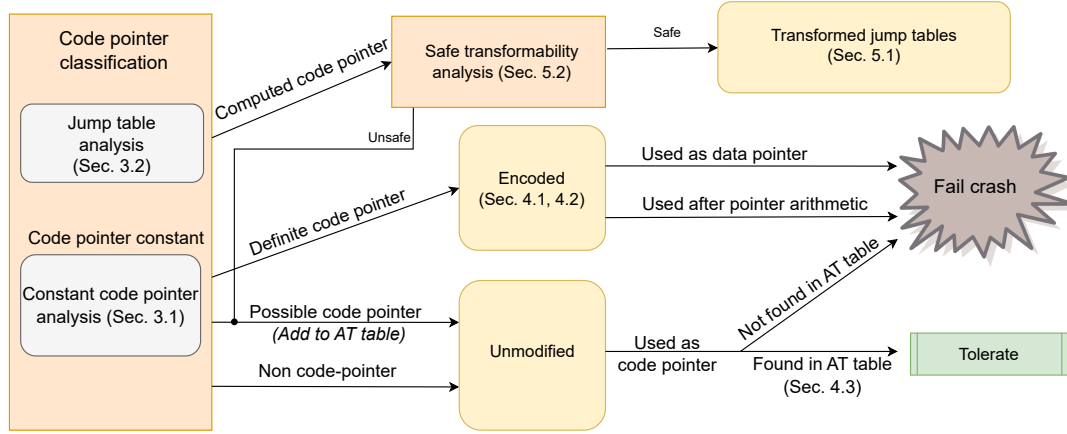 Code pointer
classification
Jump table
analysis
(Sec. 3.2)
Code pointer constant
Constant code pointer
analysis (Sec. 3.1)
Computed code pointer
Safe transformability
analysis (Sec. 5.2)
Safe
Transformed jump tables
(Sec. 5.1)
Unsafe
Definite code pointer
Encoded
(Sec. 4.1, 4.2)
Used as data pointer
Used after pointer arithmetic
Fail crash
Possible code pointer
(Add to AT table)
Non code-pointer
Unmodified
Used as
code pointer
Not found in AT table
Found in AT table
(Sec. 4.3)
Tolerate